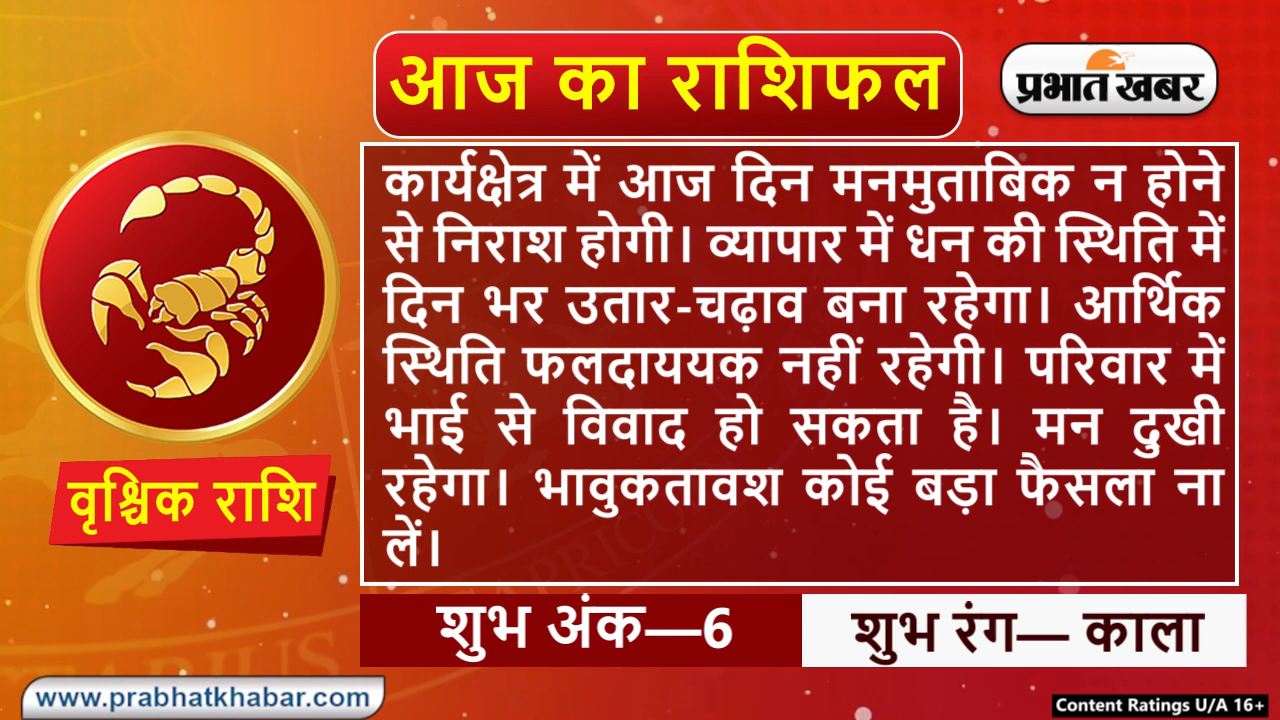 आज का राशिफल
प्रभात खबर
कार्यक्षेत्र में आज दिन मनमुताबिक न होने
से निराश होगी। व्यापार में धन की स्थिति में
दिन भर उतार-चढ़ाव बना रहेगा। आर्थिक
स्थिति फलदाययक नहीं रहेगी। परिवार में
भाई से विवाद हो सकता है। मन दुखी
रहेगा। भावुकतावश कोई बड़ा फैसला ना
लें।
वृश्चिक राशि
शुभ अंक—6
शुभ रंग— काला
www.prabhatkhabar.com
Content Ratings U/A 16+